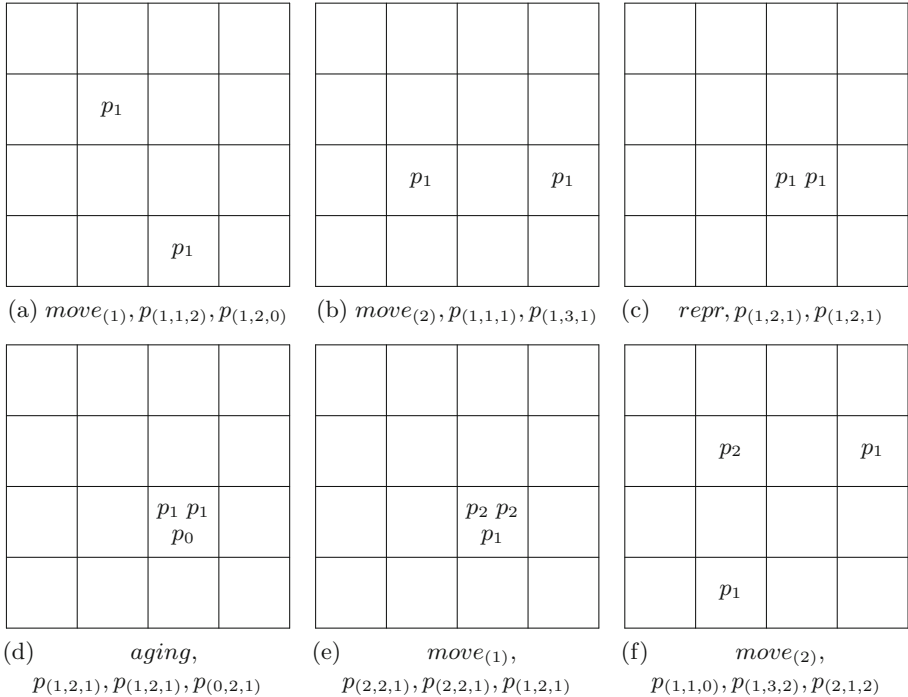 p₁
p₁
p₁ p₁
p₁ p₁
(a) move₍₁₎, p₍₁,₁,₂₎, p₍₁,₂,₀₎
(b) move₍₂₎, p₍₁,₁,₁₎, p₍₁,₃,₁₎
(c) repr, p₍₁,₂,₁₎, p₍₁,₂,₁₎
p₁ p₁
p₀
p₂ p₂
p₁
p₂ p₁
p₁
(d) aging,
p₍₁,₂,₁₎, p₍₁,₂,₁₎, p₍₀,₂,₁₎
(e) move₍₁₎,
p₍₂,₂,₁₎, p₍₂,₂,₁₎, p₍₁,₂,₁₎
(f) move₍₂₎,
p₍₁,₁,₀₎, p₍₁,₃,₂₎, p₍₂,₁,₂₎